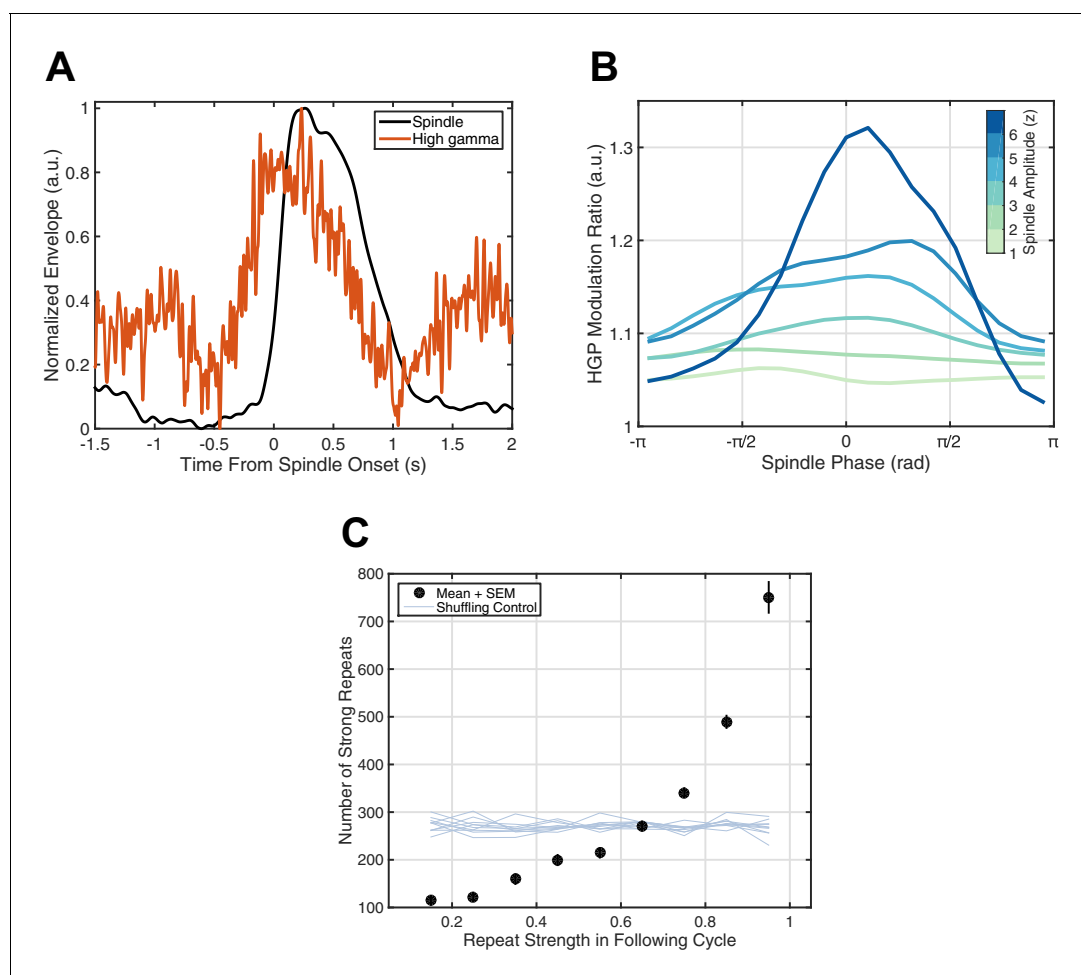 A
Normalized Envelope (a.u.)
1
0.8
0.6
0.4
0.2
0
Spindle
High gamma
-1.5 -1 -0.5 0 0.5 1 1.5 2
Time From Spindle Onset (s)
B
HGP Modulation Ratio (a.u.)
1.3
1.2
1.1
1
6
5
4
3
2
1
Spindle Amplitude (z)
-π -π/2 0 π/2 π
Spindle Phase (rad)
C
Number of Strong Repeats
800
700
600
500
400
300
200
100
Mean + SEM
Shuffling Control
0.2 0.4 0.6 0.8 1
Repeat Strength in Following Cycle